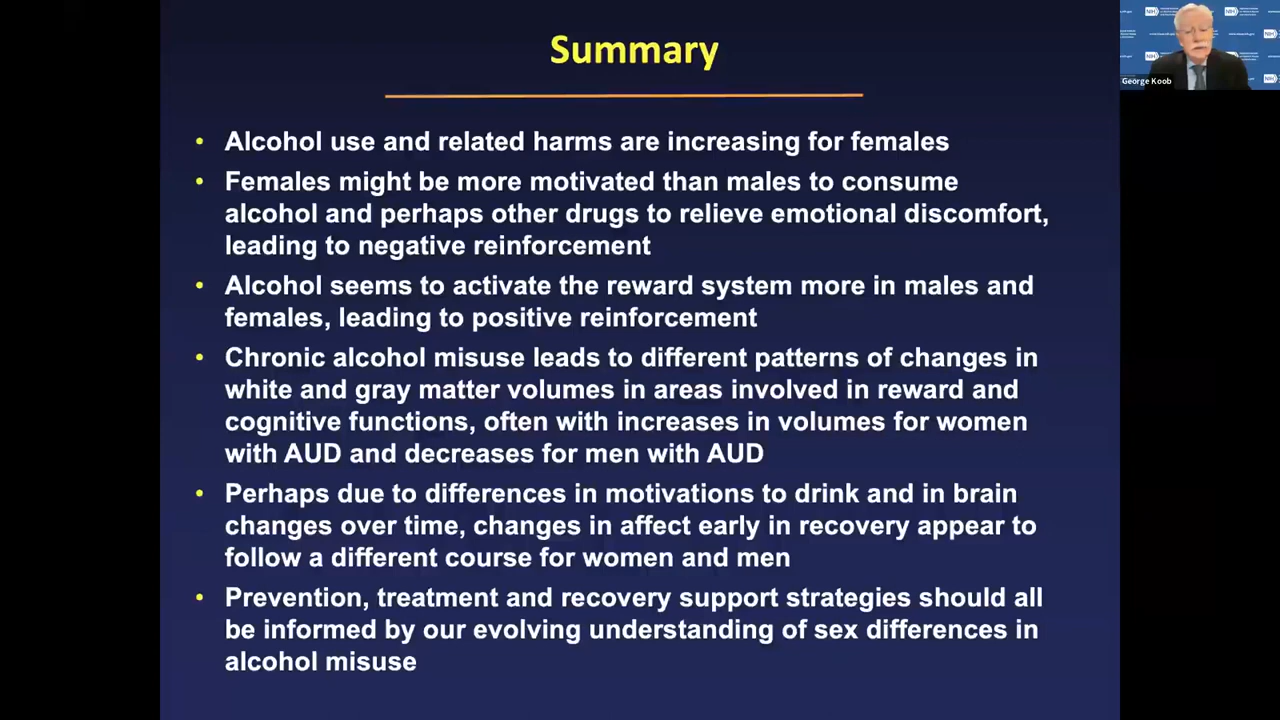 Summary
• Alcohol use and related harms are increasing for females
• Females might be more motivated than males to consume
alcohol and perhaps other drugs to relieve emotional discomfort,
leading to negative reinforcement
• Alcohol seems to activate the reward system more in males and
females, leading to positive reinforcement
• Chronic alcohol misuse leads to different patterns of changes in
white and gray matter volumes in areas involved in reward and
cognitive functions, often with increases in volumes for women
with AUD and decreases for men with AUD
• Perhaps due to differences in motivations to drink and in brain
changes over time, changes in affect early in recovery appear to
follow a different course for women and men
• Prevention, treatment and recovery support strategies should all
be informed by our evolving understanding of sex differences in
alcohol misuse
NIH
NIH
NIH
NIH
NIH
NIH
George Koob